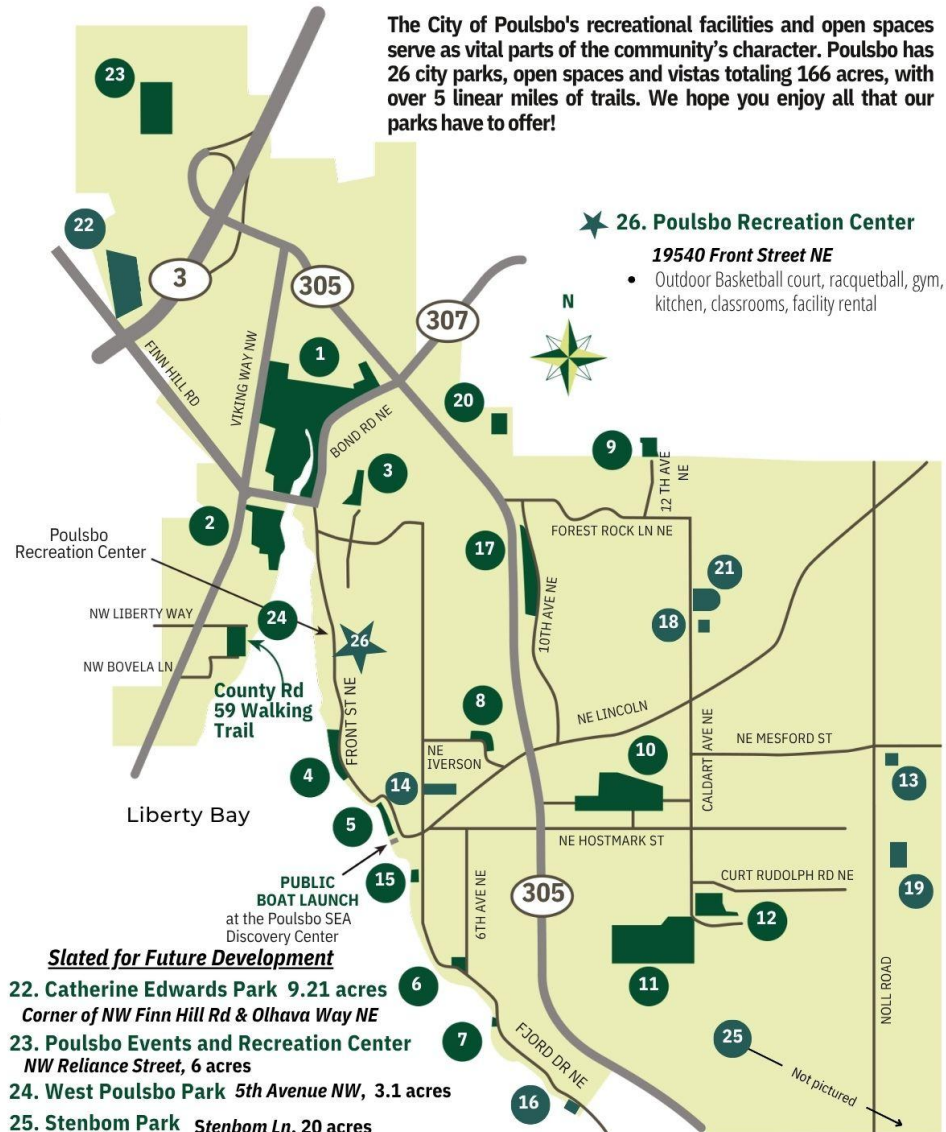 The City of Poulsbo's recreational facilities and open spaces
serve as vital parts of the community's character. Poulsbo has
26 city parks, open spaces and vistas totaling 166 acres, with
over 5 linear miles of trails. We hope you enjoy all that our
parks have to offer!
23
22
26. Poulsbo Recreation Center
19540 Front Street NE
• Outdoor Basketball court, racquetball, gym,
kitchen, classrooms, facility rental
3
305
307
N
FINN HILL RD
VIKING WAY NW
1
BOND RD NE
20
9
12 TH AVE
NE
3
2
FOREST ROCK LN NE
Poulsbo
Recreation Center
17
10TH AVE NE
21
18
24
NW LIBERTY WAY
26
NW BOVELA LN
County Rd
59 Walking
Trail
FRONT ST NE
8
NE LINCOLN
CALDART AVE NE
NE MESFORD ST
NE
IVERSON
10
4
14
13
Liberty Bay
5
NE HOSTMARK ST
PUBLIC
BOAT LAUNCH
at the Poulsbo SEA
Discovery Center
15
6TH AVE NE
305
CURT RUDOLPH RD NE
19
12
11
NOLL ROAD
6
7
FJORD DR NE
16
25
Not pictured
Slated for Future Development
22. Catherine Edwards Park 9.21 acres
Corner of NW Finn Hill Rd & Olhava Way NE
23. Poulsbo Events and Recreation Center
NW Reliance Street, 6 acres
24. West Poulsbo Park 5th Avenue NW, 3.1 acres
25. Stenbom Park Stenbom Ln, 20 acres